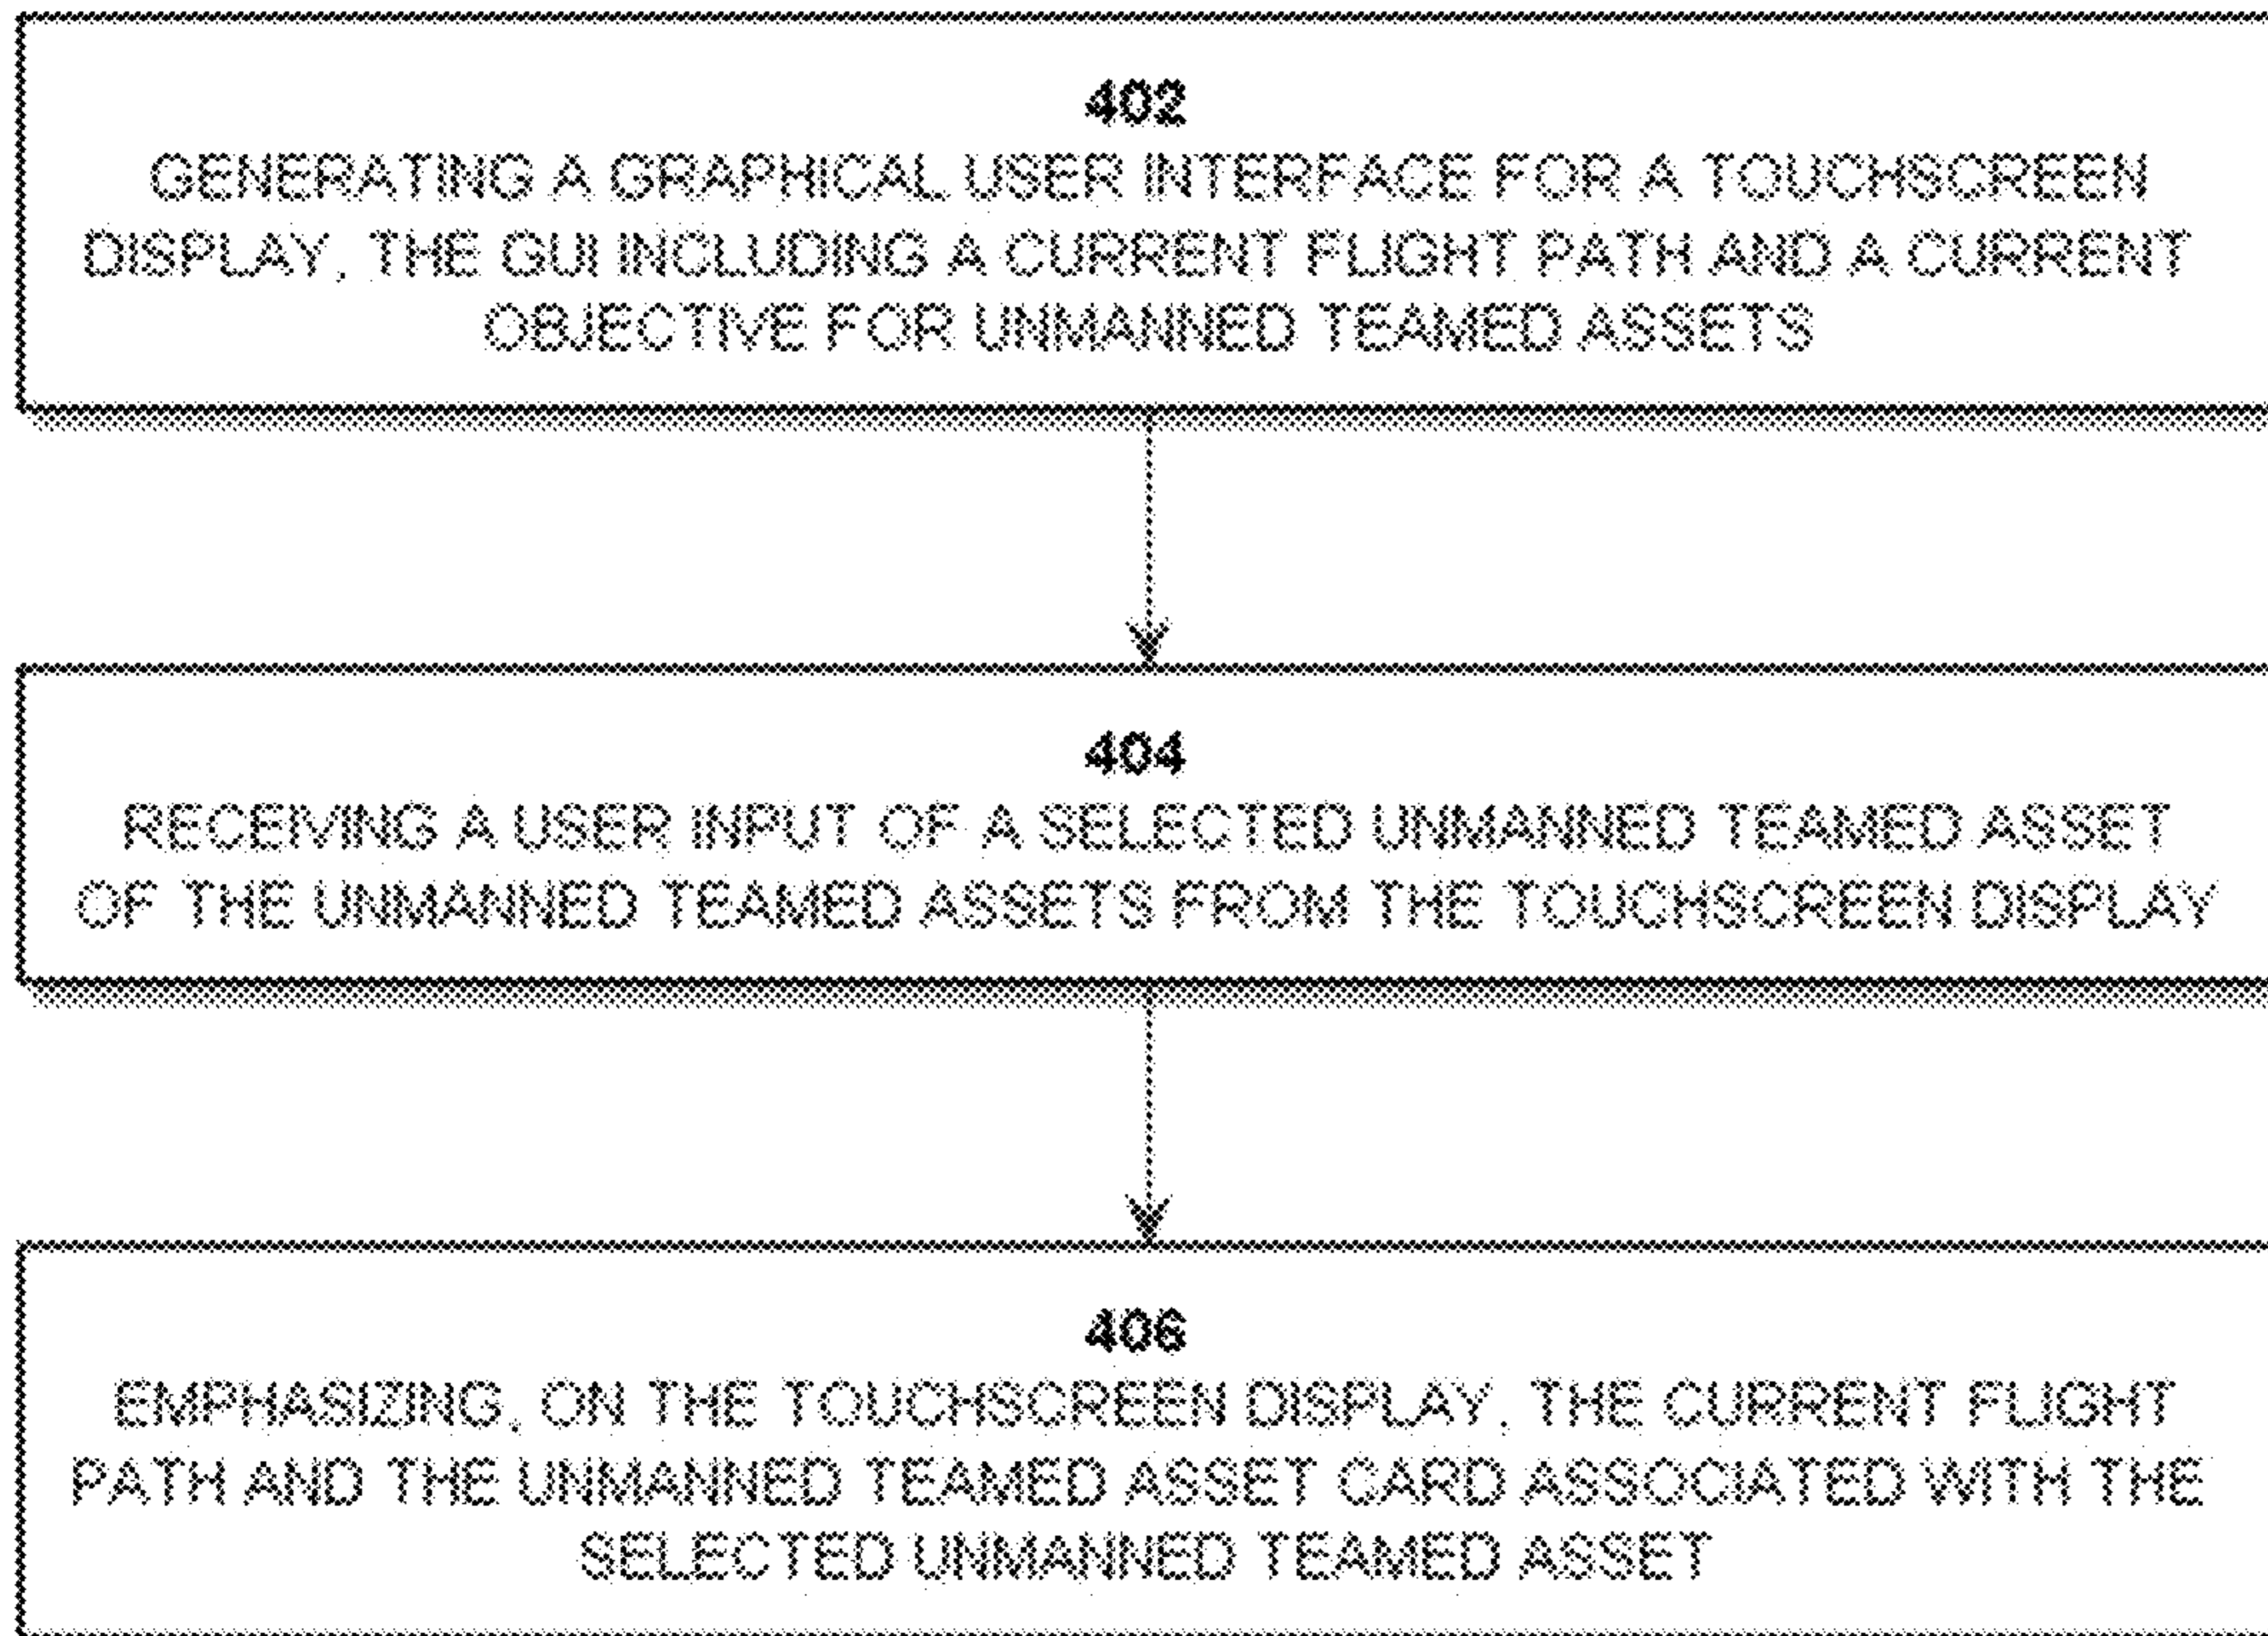 402
GENERATING A GRAPHICAL USER INTERFACE FOR A TOUCHSCREEN
DISPLAY, THE GUI INCLUDING A CURRENT FLIGHT PATH AND A CURRENT
OBJECTIVE FOR UNMANNED TEAMED ASSETS
404
RECEIVING A USER INPUT OF A SELECTED UNMANNED TEAMED ASSET
OF THE UNMANNED TEAMED ASSETS FROM THE TOUCHSCREEN DISPLAY
406
EMPHASIZING, ON THE TOUCHSCREEN DISPLAY, THE CURRENT FLIGHT
PATH AND THE UNMANNED TEAMED ASSET CARD ASSOCIATED WITH THE
SELECTED UNMANNED TEAMED ASSET